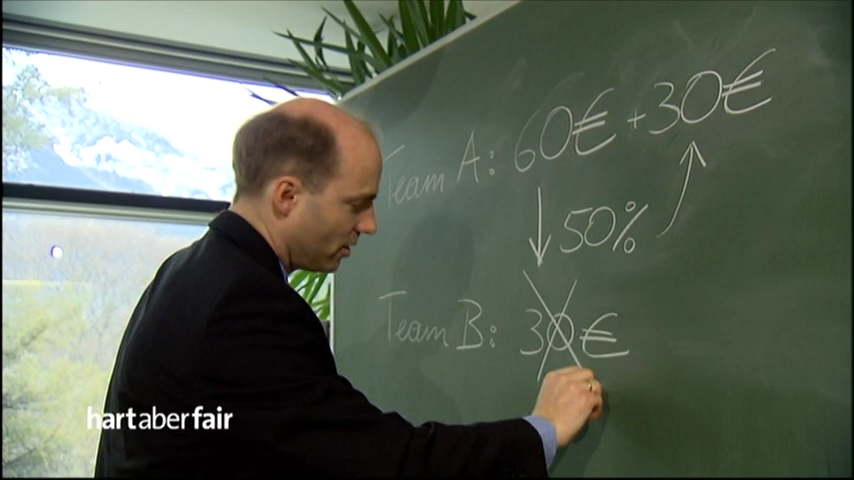 Team A: 60€ + 30€
50%
Team B: 30€
hartaberfair